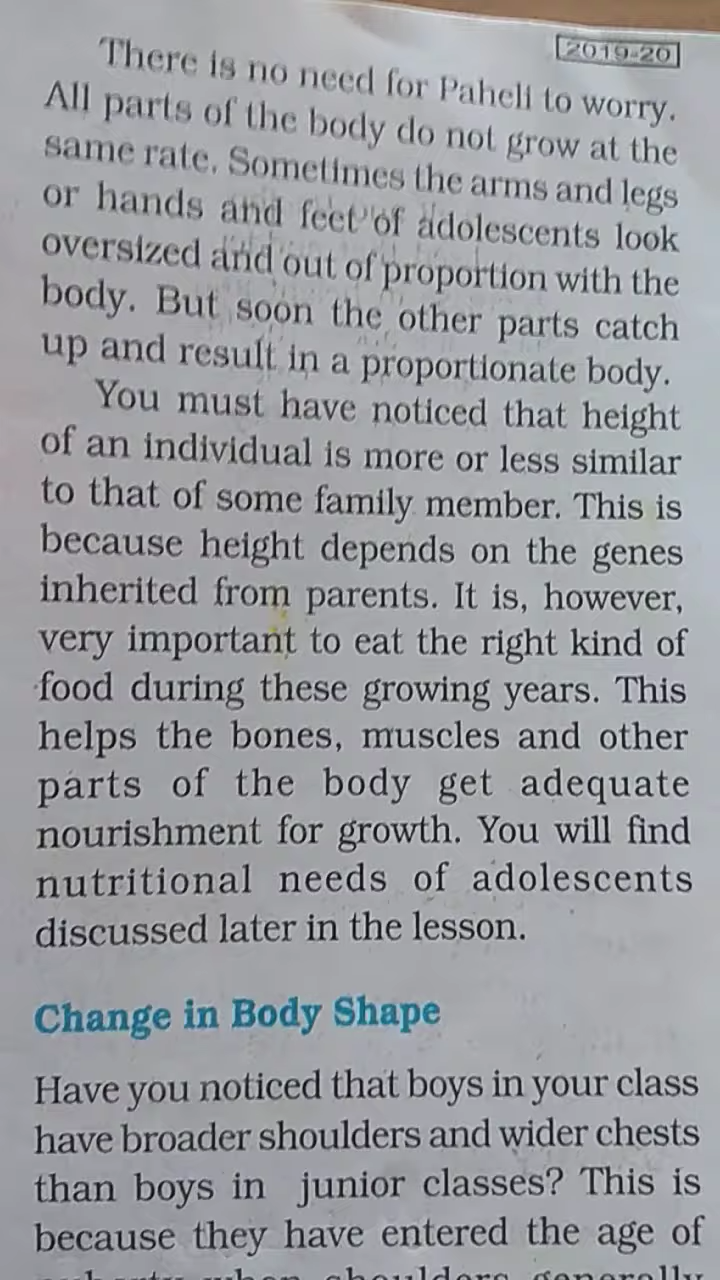 2019-20
There is no need for Paheli to worry.
All parts of the body do not grow at the
same rate. Sometimes the arms and legs
or hands and feet of adolescents look
oversized and out of proportion with the
body. But soon the other parts catch
up and result in a proportionate body.
You must have noticed that height
of an individual is more or less similar
to that of some family member. This is
because height depends on the genes
inherited from parents. It is, however,
very important to eat the right kind of
food during these growing years. This
helps the bones, muscles and other
parts of the body get adequate
nourishment for growth. You will find
nutritional needs of adolescents
discussed later in the lesson.
Change in Body Shape
Have you noticed that boys in your class
have broader shoulders and wider chests
than boys in junior classes? This is
because they have entered the age of
when shoulders generally